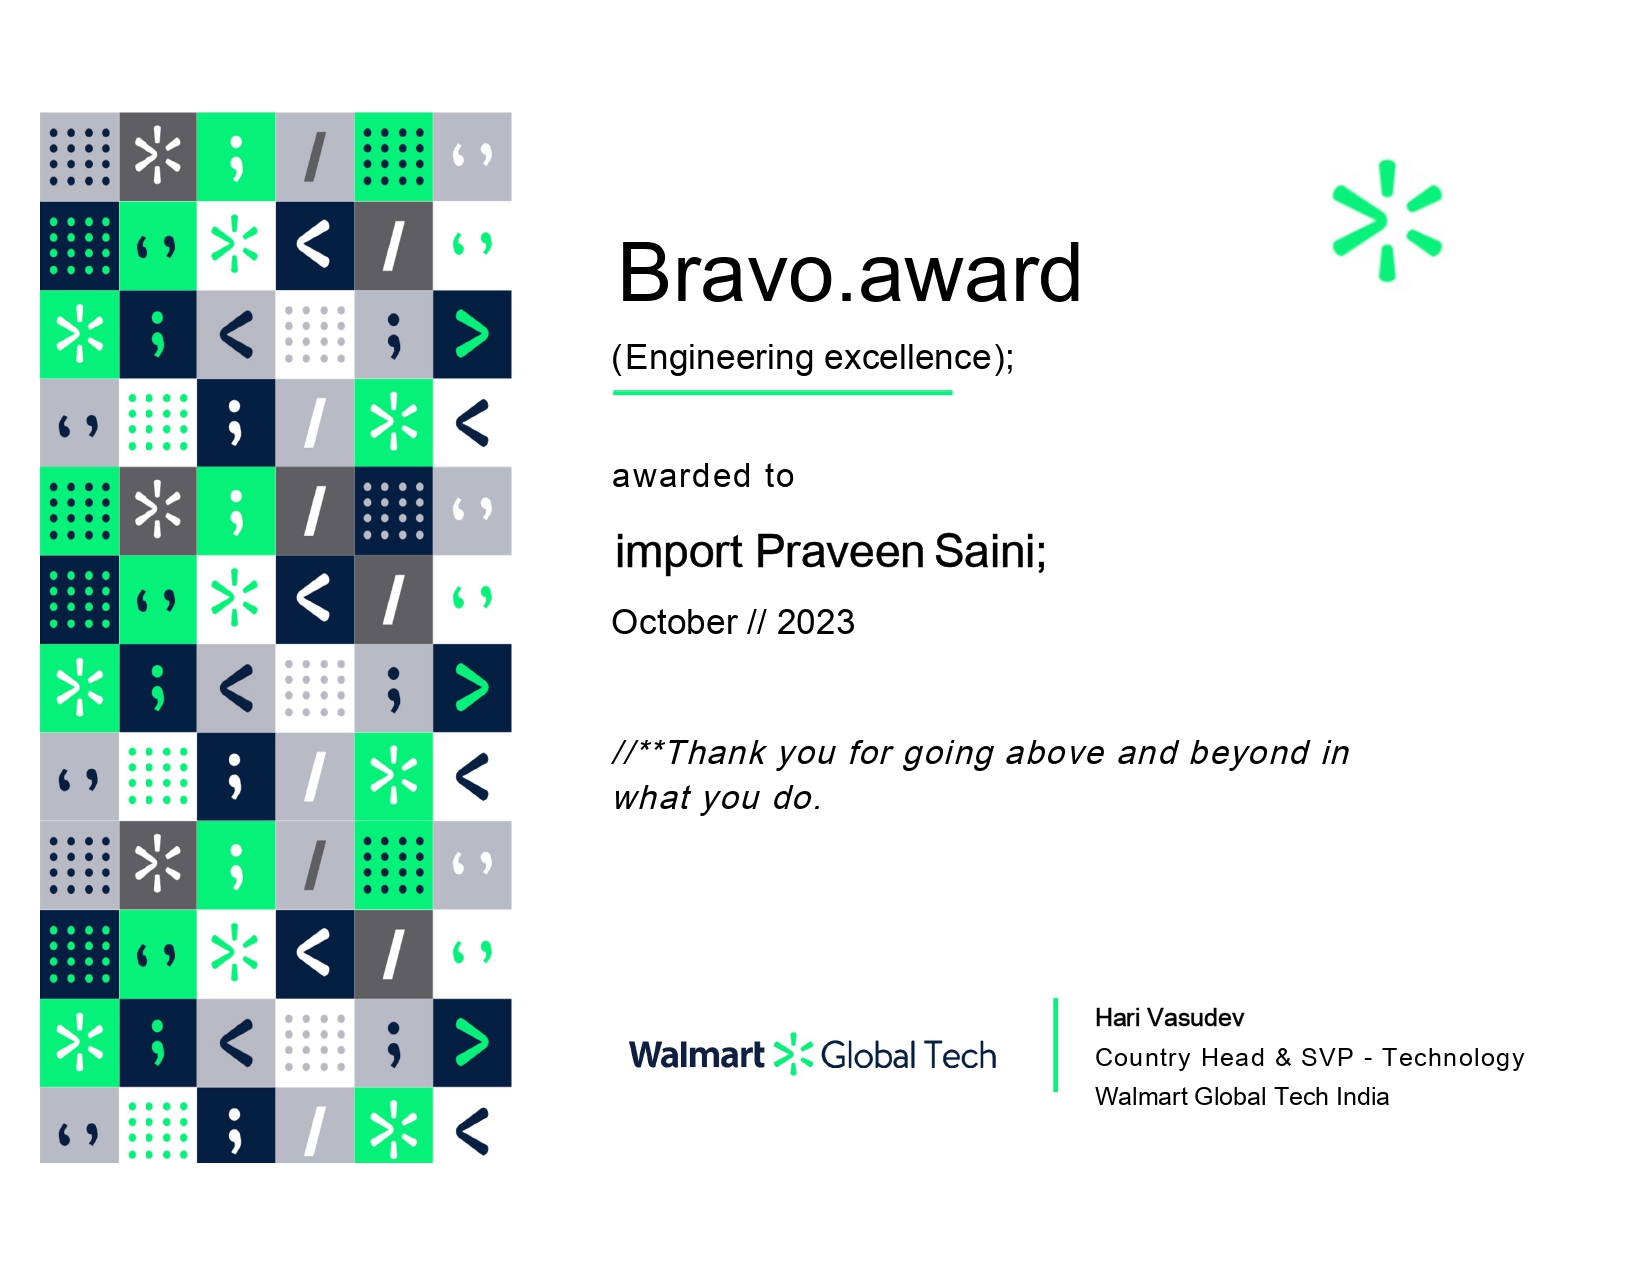 Bravo.award
(Engineering excellence);
awarded to
import Praveen Saini;
October // 2023
//**Thank you for going above and beyond in
what you do.
Walmart Global Tech
Hari Vasudev
Country Head & SVP - Technology
Walmart Global Tech India